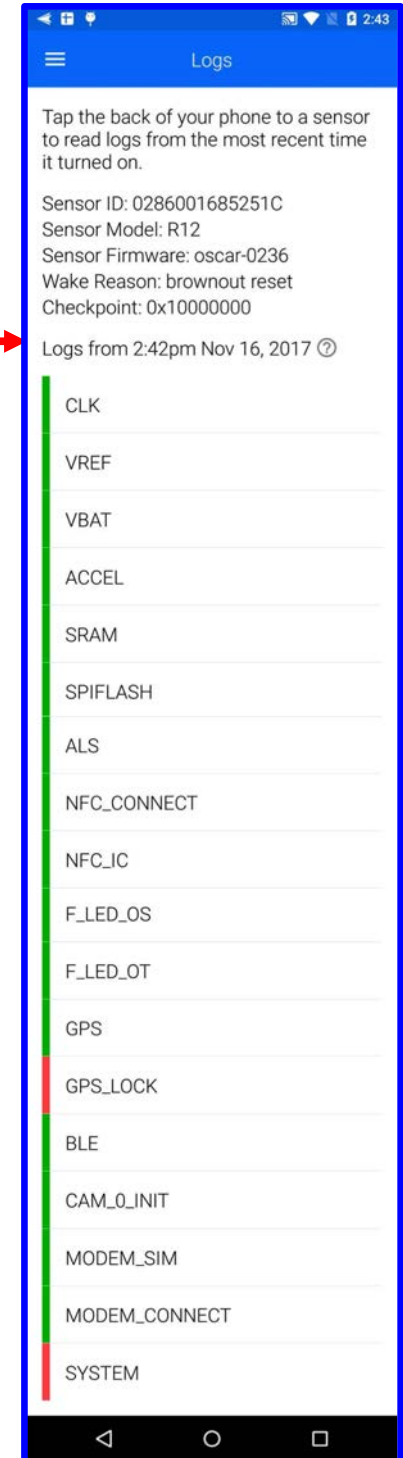 2:43
Logs
Tap the back of your phone to a sensor
to read logs from the most recent time
it turned on.
Sensor ID: 0286001685251C
Sensor Model: R12
Sensor Firmware: oscar-0236
Wake Reason: brownout reset
Checkpoint: 0x10000000
Logs from 2:42pm Nov 16, 2017 ?
CLK
VREF
VBAT
ACCEL
SRAM
SPIFLASH
ALS
NFC_CONNECT
NFC_IC
F_LED_OS
F_LED_OT
GPS
GPS_LOCK
BLE
CAM_0_INIT
MODEM_SIM
MODEM_CONNECT
SYSTEM